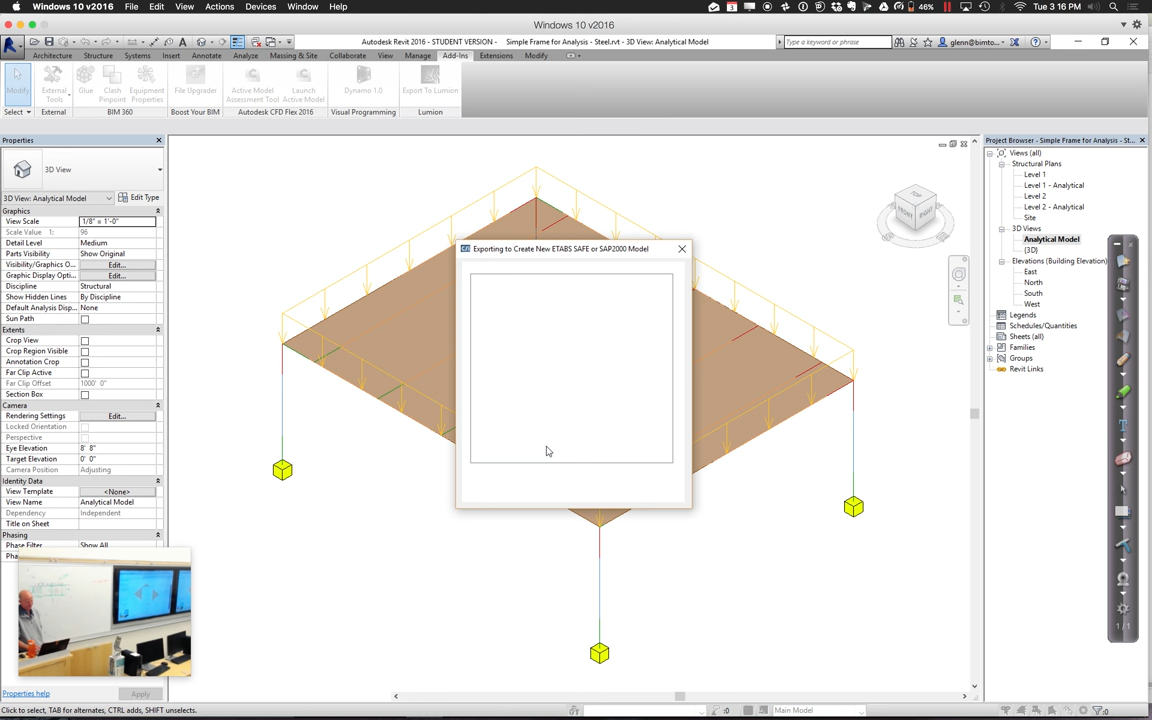 Windows 10 v2016 File Edit View Actions Devices Window Help 46% Tue 3 16 PM
Windows 10 v2016
Autodesk Revit 2016 - STUDENT VERSION - Simple Frame for Analysis - Steel.rvt - 3D View: Analytical Model Type a keyword or phrase glenn@bimto...
Architecture Structure Systems Insert Annotate Analyze Massing & Site Collaborate View Manage Add-Ins Extensions Modify
Modify External Tools Glue Clash Pinpoint Equipment Properties File Upgrader Active Model Assessment Tool Launch Active Model Dynamo 1.0 Export To Lumion
Select External BIM 360 Boost Your BIM Autodesk CFD Flex 2016 Visual Programming Lumion
Properties
3D View
3D View: Analytical Model Edit Type
Graphics
View Scale 1/8" = 1'-0"
Scale Value 1: 96
Detail Level Medium
Parts Visibility Show Original
Visibility/Graphics O... Edit...
Graphic Display Opti... Edit...
Discipline Structural
Show Hidden Lines By Discipline
Default Analysis Disp... None
Sun Path
Extents
Crop View
Crop Region Visible
Annotation Crop
Far Clip Active
Far Clip Offset 1000' 0"
Section Box
Camera
Rendering Settings Edit...
Locked Orientation
Perspective
Eye Elevation 8' 8"
Target Elevation 0' 0"
Camera Position Adjusting
Identity Data
View Template <None>
View Name Analytical Model
Dependency Independent
Title on Sheet
Phasing
Phase Filter Show All
Pha
Properties help Apply
Click to select, TAB for alternates, CTRL adds, SHIFT unselects.
Exporting to Create New ETABS SAFE or SAP2000 Model
TOP
FRONT
RIGHT
Project Browser - Simple Frame for Analysis - St...
Views (all)
Structural Plans
Level 1
Level 1 - Analytical
Level 2
Level 2 - Analytical
Site
3D Views
Analytical Model
{3D}
Elevations (Building Elevation)
East
North
South
West
Legends
Schedules/Quantities
Sheets (all)
Families
Groups
Revit Links
1 / 1
:0 Main Model :0